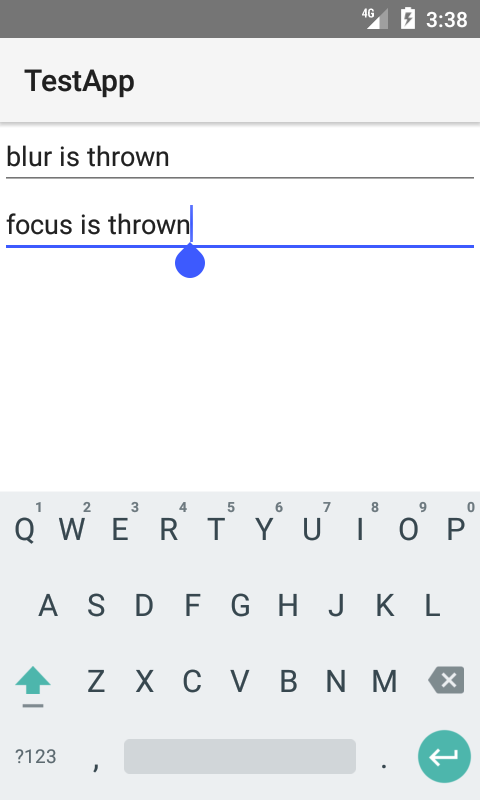 4G 3:38
TestApp
blur is thrown
focus is thrown
1 2 3 4 5 6 7 8 9 0
Q W E R T Y U I O P
A S D F G H J K L
Z X C V B N M
?123 , .